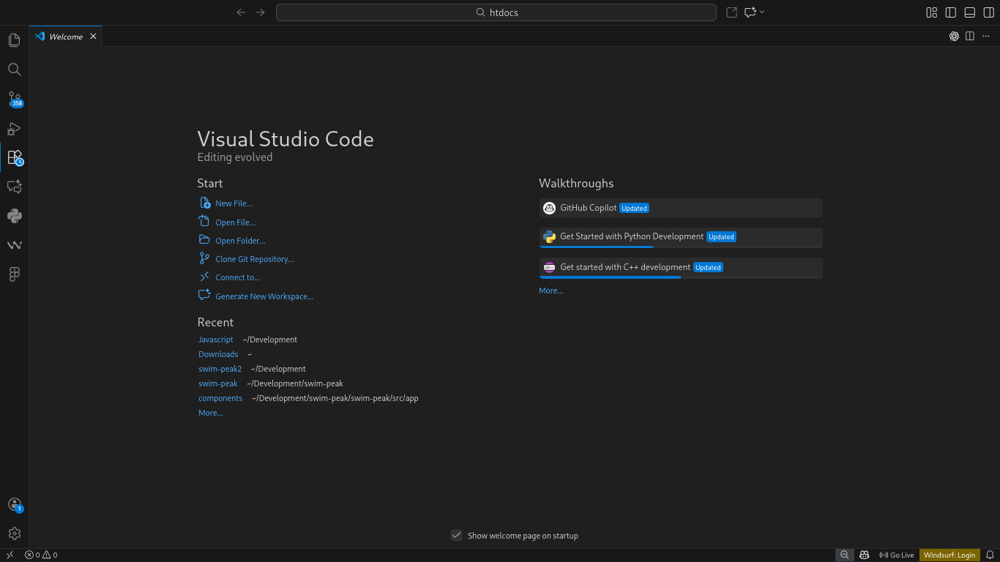 htdocs
Welcome
358
Visual Studio Code
Editing evolved
Start
New File...
Open File...
Open Folder...
Clone Git Repository...
Connect to...
Generate New Workspace...
Recent
Javascript ~/Development
Downloads ~
swim-peak2 ~/Development
swim-peak ~/Development/swim-peak
components ~/Development/swim-peak/swim-peak/src/app
More...
Walkthroughs
GitHub Copilot Updated
Get Started with Python Development Updated
Get started with C++ development Updated
More...
1
Show welcome page on startup
0 0
Go Live
Windsurf: Login